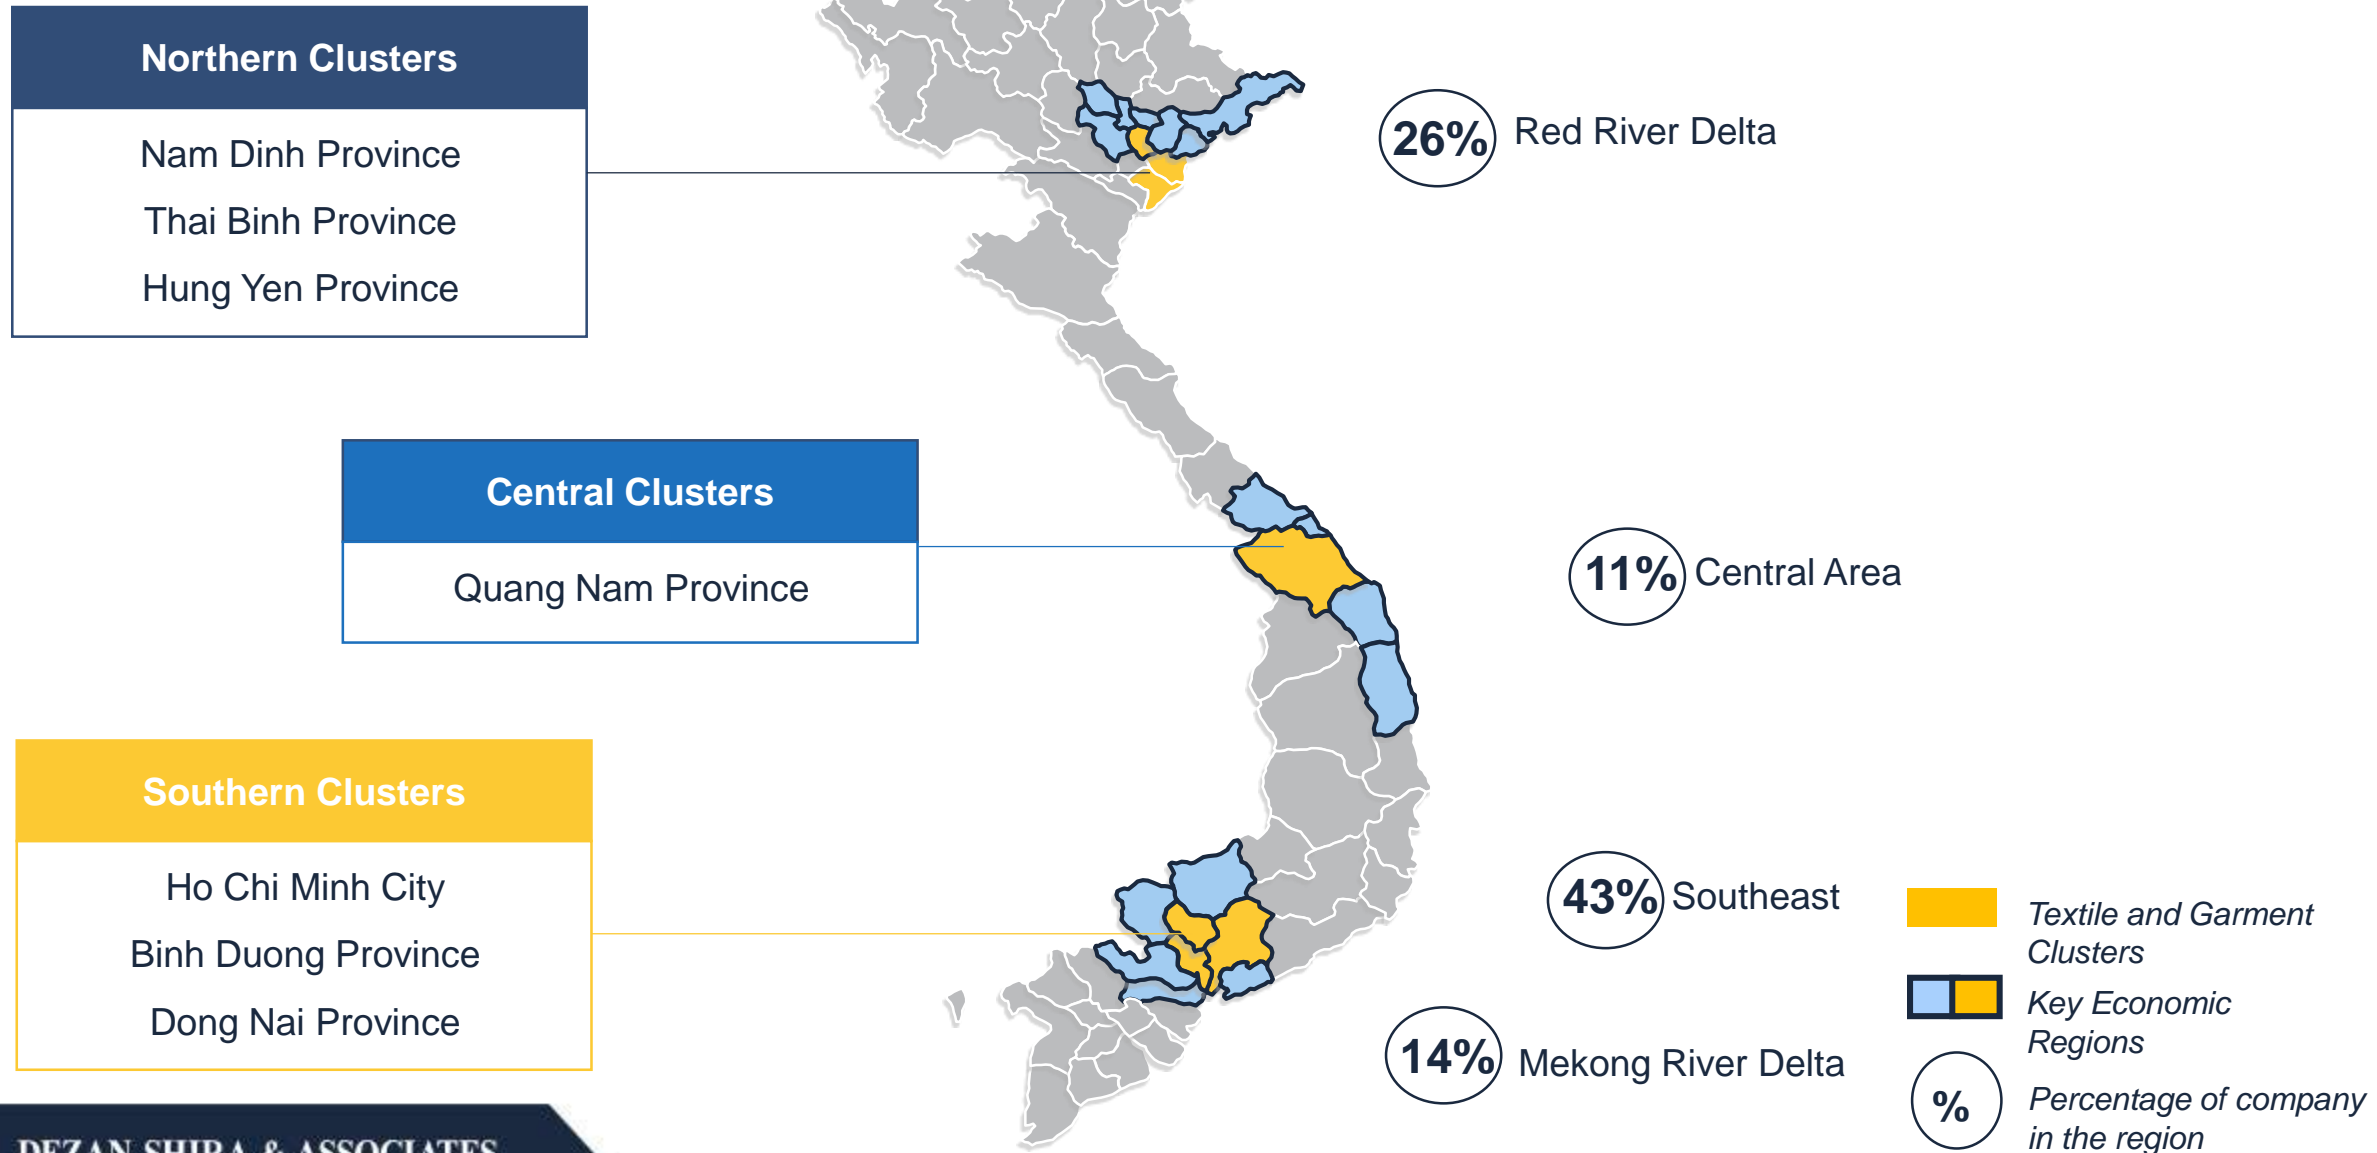 Northern Clusters
Nam Dinh Province
Thai Binh Province
Hung Yen Province
26% Red River Delta
Central Clusters
Quang Nam Province
11% Central Area
Southern Clusters
Ho Chi Minh City
Binh Duong Province
Dong Nai Province
43% Southeast
14% Mekong River Delta
Textile and Garment
Clusters
Key Economic
Regions
%
Percentage of company
in the region
DEZAN SHIRA & ASSOCIATES